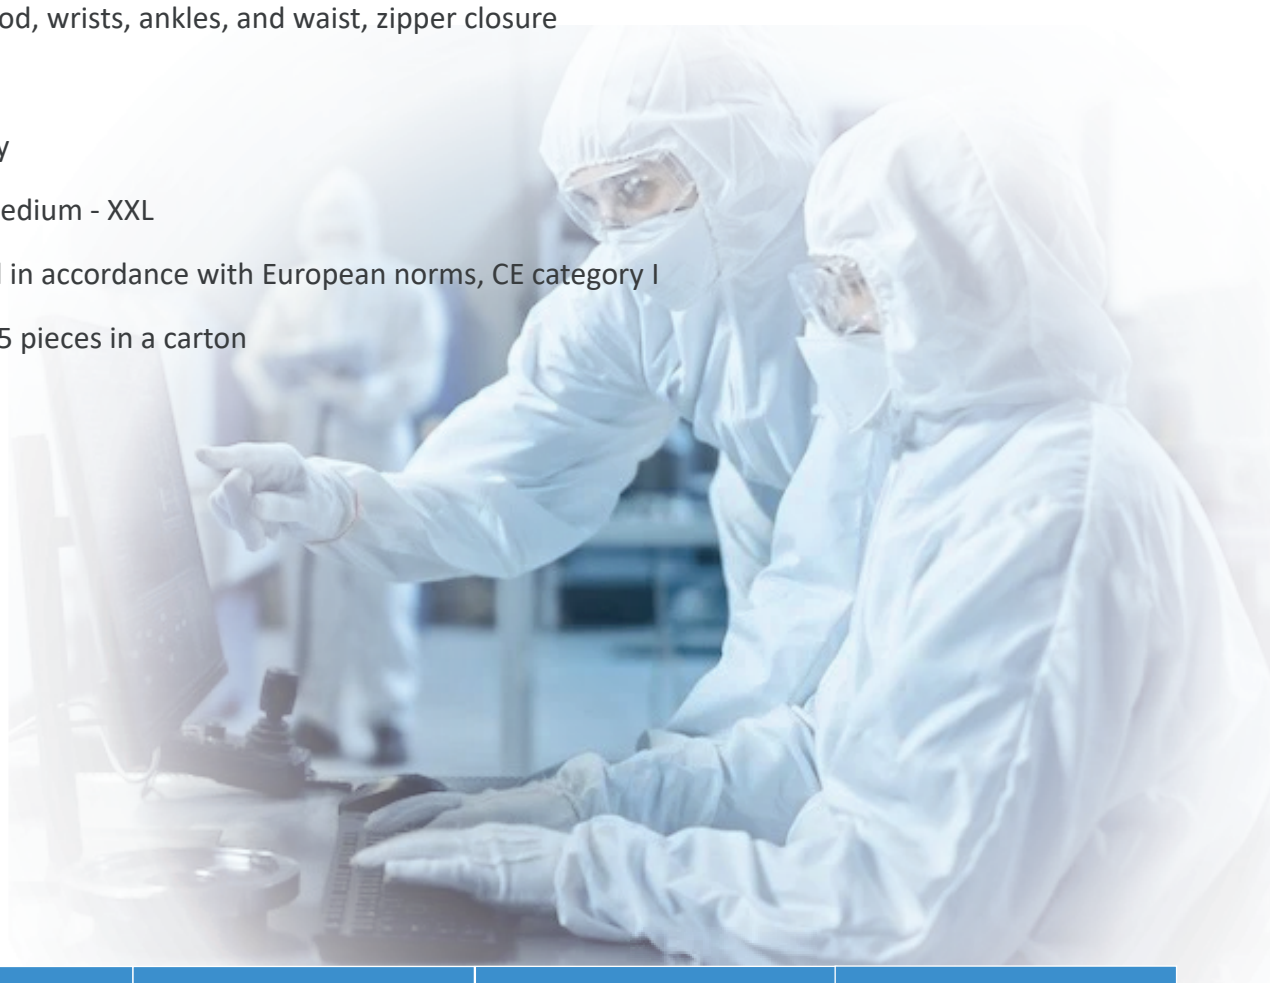 od, wrists, ankles, and waist, zipper closure
y
edium - XXL
in accordance with European norms, CE category I
5 pieces in a carton